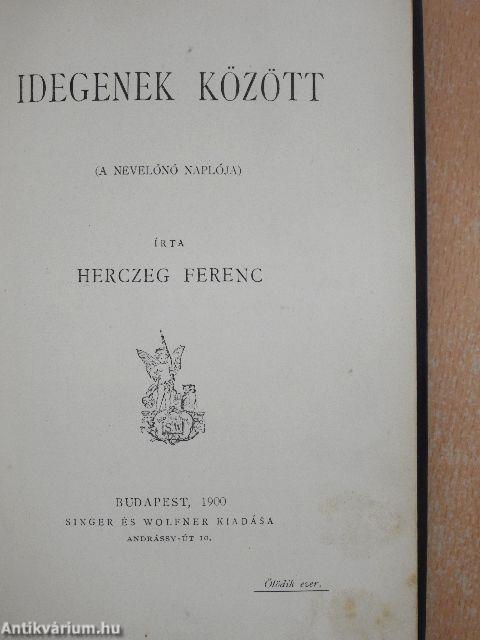 IDEGENEK KÖZÖTT
(A NEVELŐNŐ NAPLÓJA)
ÍRTA
HERCZEG FERENC
SW
BUDAPEST, 1900
SINGER ÉS WOLFNER KIADÁSA
ANDRÁSSY-ÚT 10.
Ötödik ezer.
Antikvárium.hu